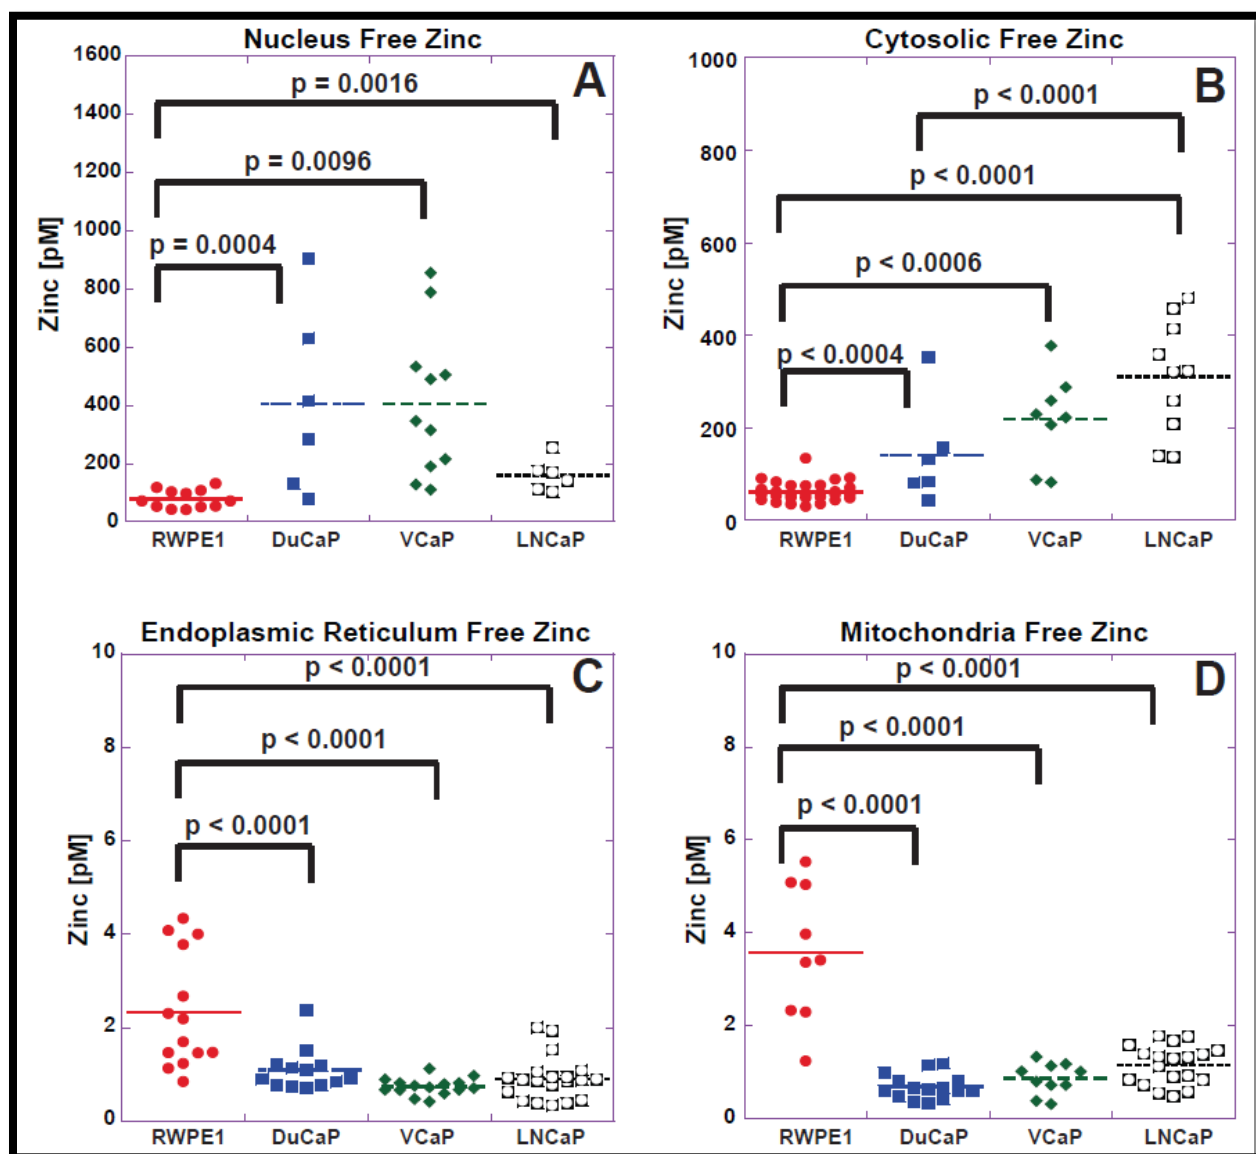 Nucleus Free Zinc
A
1600
1400
1200
1000
800
600
400
200
0
Zinc [pM]
p = 0.0016
p = 0.0096
p = 0.0004
RWPE1 DuCaP VCaP LNCaP
Cytosolic Free Zinc
B
1000
800
600
400
200
0
Zinc [pM]
p < 0.0001
p < 0.0001
p < 0.0006
p < 0.0004
RWPE1 DuCaP VCaP LNCaP
Endoplasmic Reticulum Free Zinc
C
10
8
6
4
2
0
Zinc [pM]
p < 0.0001
p < 0.0001
p < 0.0001
RWPE1 DuCaP VCaP LNCaP
Mitochondria Free Zinc
D
10
8
6
4
2
0
Zinc [pM]
p < 0.0001
p < 0.0001
p < 0.0001
RWPE1 DuCaP VCaP LNCaP